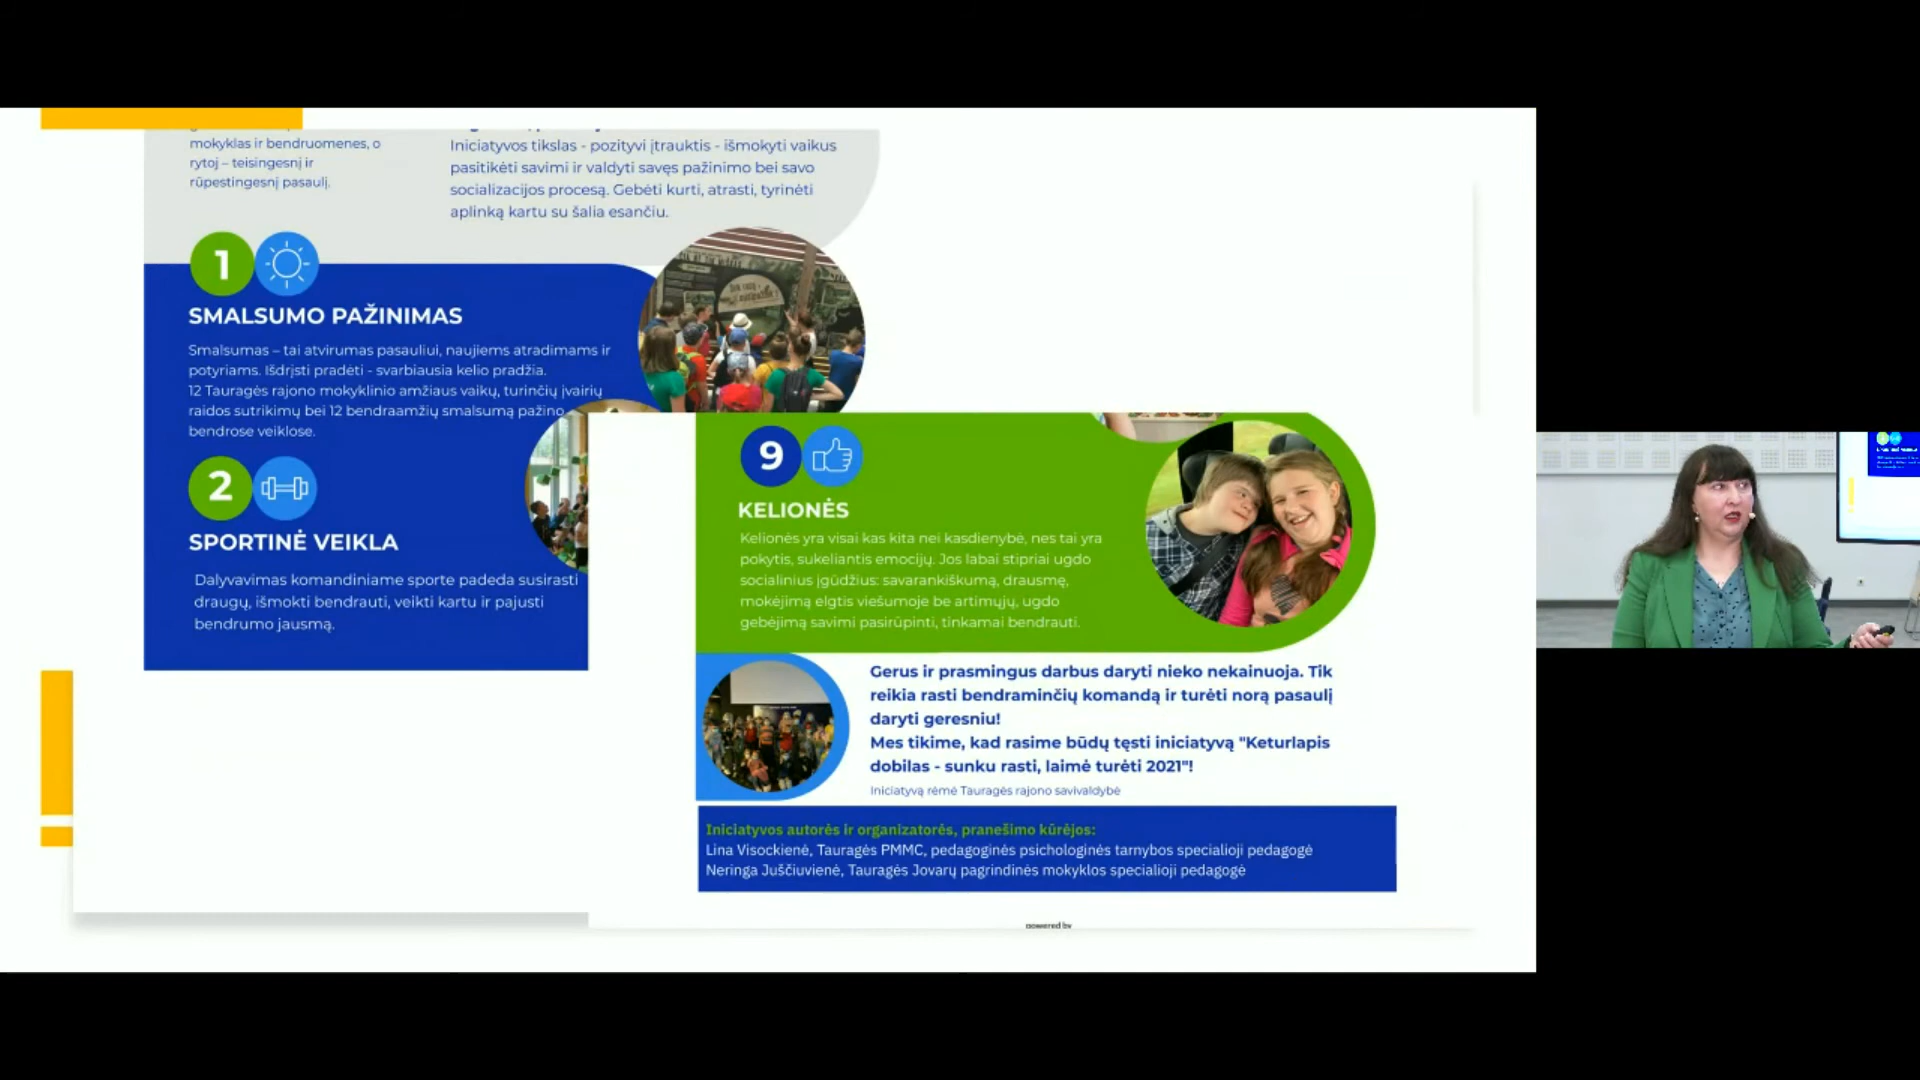 mokyklas ir bendruomenes, o
rytoj – teisingesnį ir
rūpestingesnį pasaulį.
Iniciatyvos tikslas - pozityvi įtrauktis - išmokyti vaikus
pasitikėti savimi ir valdyti savęs pažinimo bei savo
socializacijos procesą. Gebėti kurti, atrasti, tyrinėti
aplinką kartu su šalia esančiu.
1
SMALSUMO PAŽINIMAS
Smalsumas – tai atvirumas pasauliui, naujiems atradimams ir
potyriams. Išdrįsti pradėti - svarbiausia kelio pradžia.
12 Tauragės rajono mokyklinio amžiaus vaikų, turinčių įvairių
raidos sutrikimų bei 12 bendraamžių smalsumą pažino
bendrose veiklose.
2
SPORTINĖ VEIKLA
Dalyvavimas komandiniame sporte padeda susirasti
draugų, išmokti bendrauti, veikti kartu ir pajusti
bendrumo jausmą.
9
KELIONĖS
Kelionės yra visai kas kita nei kasdienybė, nes tai yra
pokytis, sukeliantis emocijų. Jos labai stipriai ugdo
socialinius įgūdžius: savarankiškumą, drausmę,
mokėjimą elgtis viešumoje be artimųjų, ugdo
gebėjimą savimi pasirūpinti, tinkamai bendrauti.
Gerus ir prasmingus darbus daryti nieko nekainuoja. Tik
reikia rasti bendraminčių komandą ir turėti norą pasaulį
daryti geresniu!
Mes tikime, kad rasime būdų tęsti iniciatyvą "Keturlapis
dobilas - sunku rasti, laimė turėti 2021"!
Iniciatyvą rėmė Tauragės rajono savivaldybė
Iniciatyvos autorės ir organizatorės, pranešimo kūrėjos:
Lina Visockienė, Tauragės PMMC, pedagoginės psichologinės tarnybos specialioji pedagogė
Neringa Juščiuvienė, Tauragės Jovarų pagrindinės mokyklos specialioji pedagogė
powered by